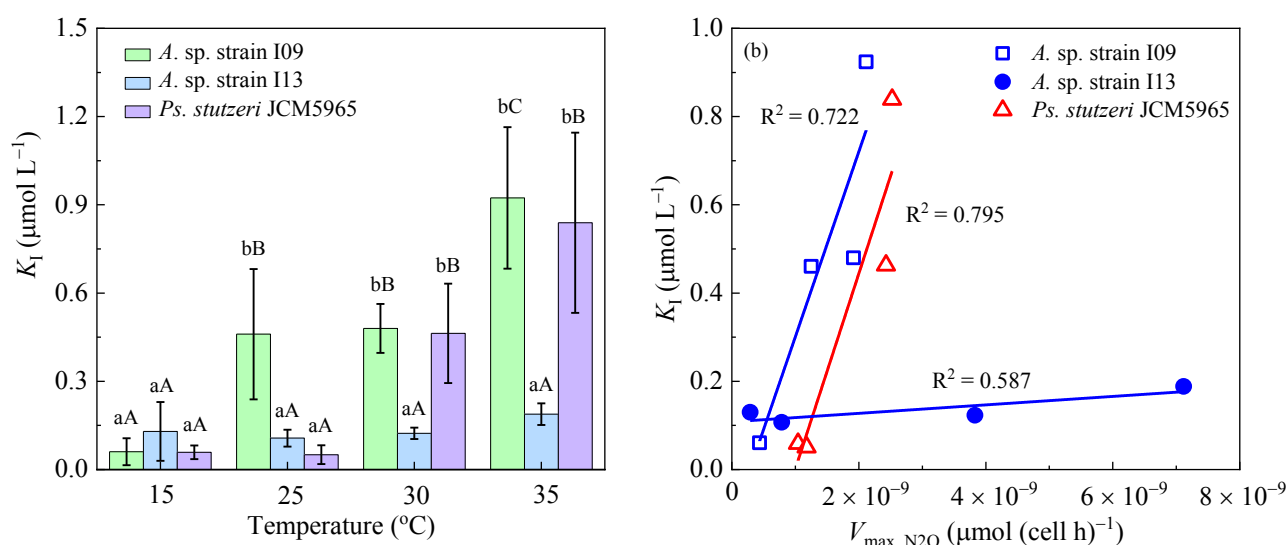 1.5
1.2
0.9
0.6
0.3
0.0
K_I (μmol L⁻¹)
A. sp. strain I09
A. sp. strain I13
Ps. stutzeri JCM5965
aA aA aA
bB aA aA
bB aA bB
bC aA bB
15 25 30 35
Temperature (°C)
(b)
1.0
0.8
0.6
0.4
0.2
0.0
K_I (μmol L⁻¹)
A. sp. strain I09
A. sp. strain I13
Ps. stutzeri JCM5965
R² = 0.722
R² = 0.795
R² = 0.587
0 2 × 10⁻⁹ 4 × 10⁻⁹ 6 × 10⁻⁹ 8 × 10⁻⁹
V_max_N2O (μmol (cell h)⁻¹